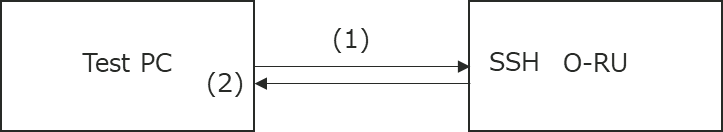 (1)
Test PC
SSH O-RU
(2)